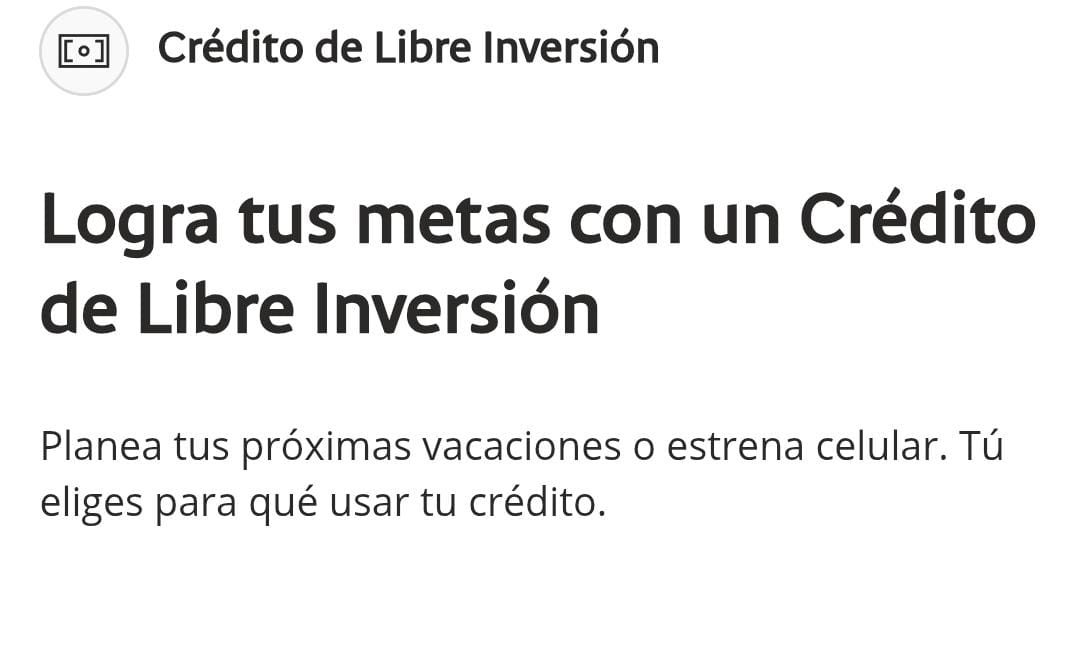 Crédito de Libre Inversión
Logra tus metas con un Crédito
de Libre Inversión
Planea tus próximas vacaciones o estrena celular. Tú
eliges para qué usar tu crédito.